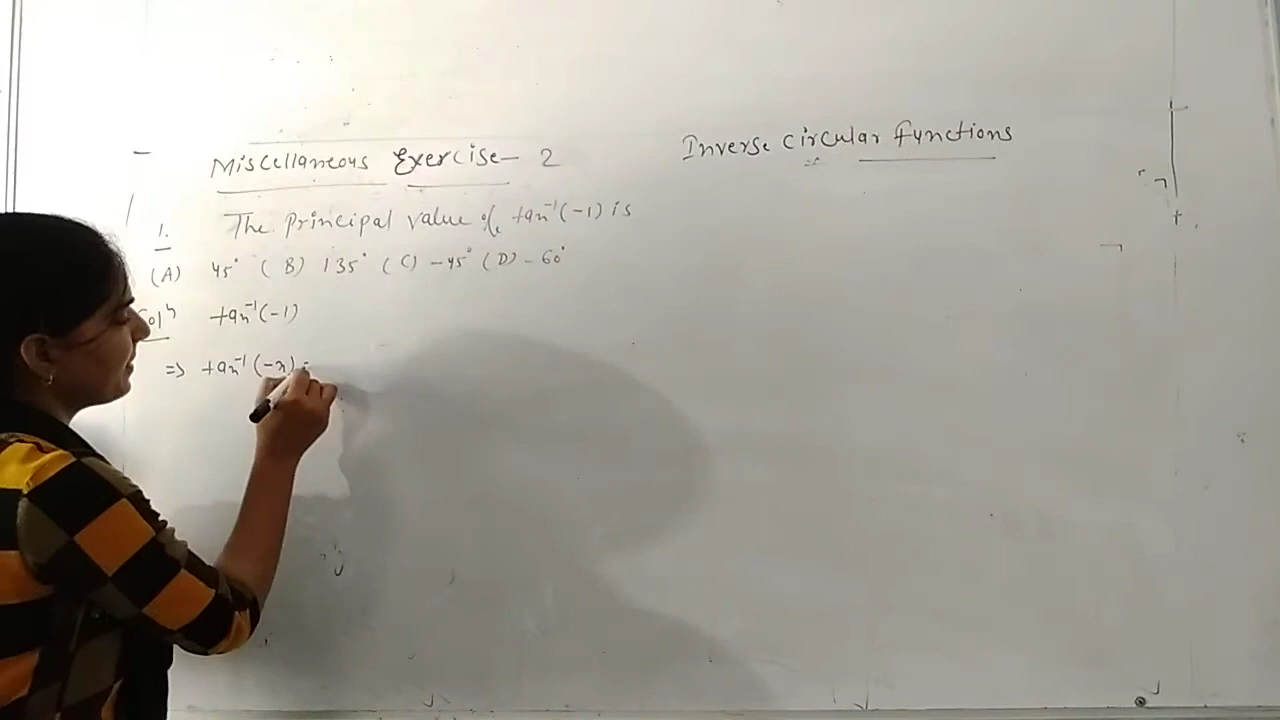 Miscellaneous Exercise - 2
Inverse circular functions
1. The principal value of tan⁻¹(-1) is
(A) 45° (B) 135° (C) -45° (D) -60°
Solⁿ tan⁻¹(-1)
=> tan⁻¹(-x) =